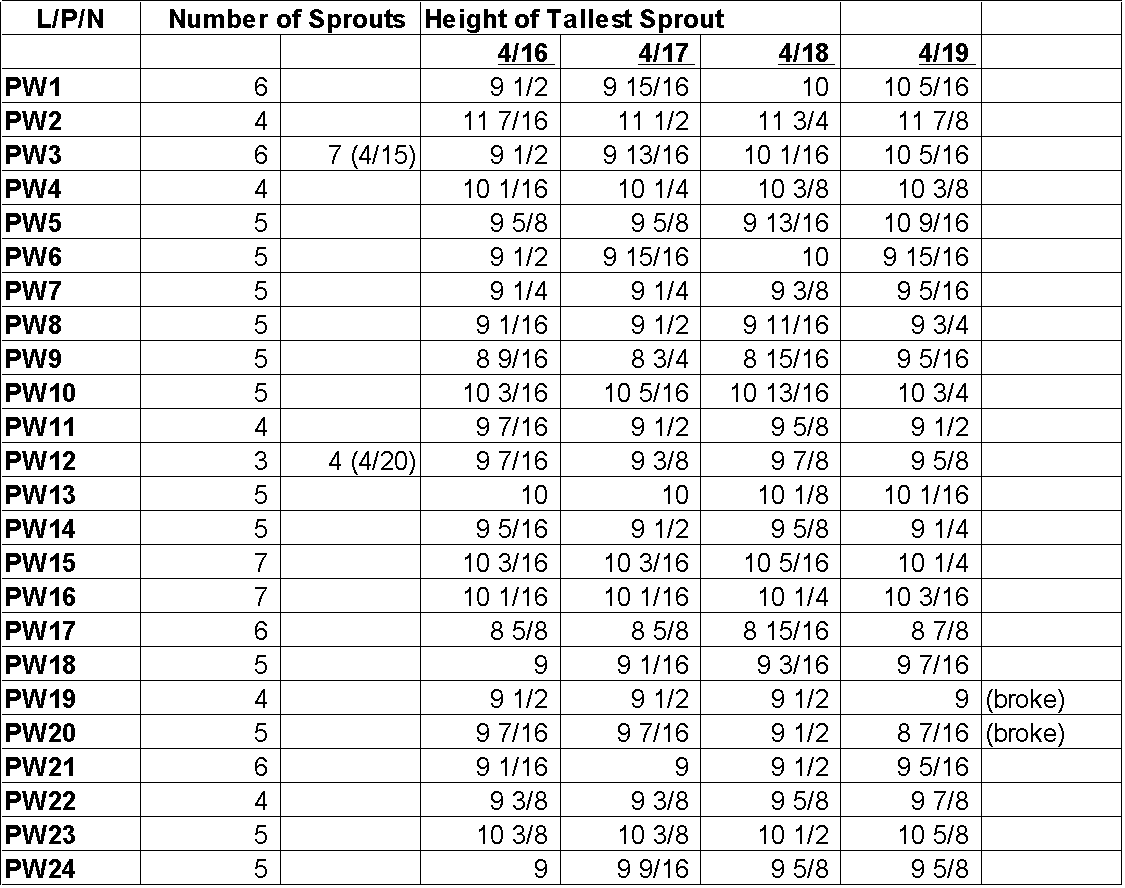 L/P/N Number of Sprouts Height of Tallest Sprout
4/16 4/17 4/18 4/19
PW1 6 9 1/2 9 15/16 10 10 5/16
PW2 4 11 7/16 11 1/2 11 3/4 11 7/8
PW3 6 7 (4/15) 9 1/2 9 13/16 10 1/16 10 5/16
PW4 4 10 1/16 10 1/4 10 3/8 10 3/8
PW5 5 9 5/8 9 5/8 9 13/16 10 9/16
PW6 5 9 1/2 9 15/16 10 9 15/16
PW7 5 9 1/4 9 1/4 9 3/8 9 5/16
PW8 5 9 1/16 9 1/2 9 11/16 9 3/4
PW9 5 8 9/16 8 3/4 8 15/16 9 5/16
PW10 5 10 3/16 10 5/16 10 13/16 10 3/4
PW11 4 9 7/16 9 1/2 9 5/8 9 1/2
PW12 3 4 (4/20) 9 7/16 9 3/8 9 7/8 9 5/8
PW13 5 10 10 10 1/8 10 1/16
PW14 5 9 5/16 9 1/2 9 5/8 9 1/4
PW15 7 10 3/16 10 3/16 10 5/16 10 1/4
PW16 7 10 1/16 10 1/16 10 1/4 10 3/16
PW17 6 8 5/8 8 5/8 8 15/16 8 7/8
PW18 5 9 9 1/16 9 3/16 9 7/16
PW19 4 9 1/2 9 1/2 9 1/2 9 (broke)
PW20 5 9 7/16 9 7/16 9 1/2 8 7/16 (broke)
PW21 6 9 1/16 9 9 1/2 9 5/16
PW22 4 9 3/8 9 3/8 9 5/8 9 7/8
PW23 5 10 3/8 10 3/8 10 1/2 10 5/8
PW24 5 9 9 9/16 9 5/8 9 5/8